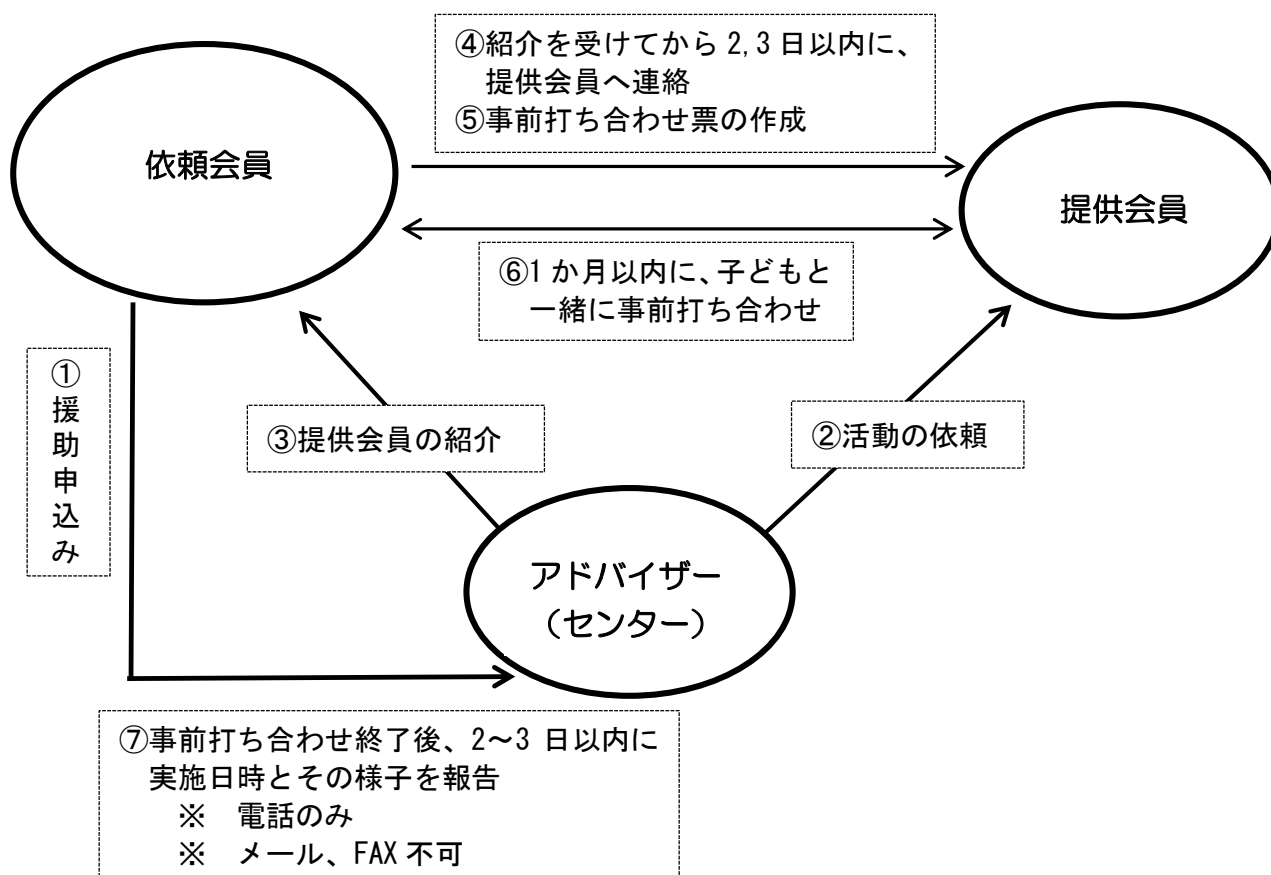 ④紹介を受けてから 2,3 日以内に、
提供会員へ連絡
⑤事前打ち合わせ票の作成
依頼会員
提供会員
⑥1 か月以内に、子どもと
一緒に事前打ち合わせ
①
援
助
申
込
み
③提供会員の紹介
②活動の依頼
アドバイザー
（センター）
⑦事前打ち合わせ終了後、2～3 日以内に
実施日時とその様子を報告
※　電話のみ
※　メール、FAX 不可